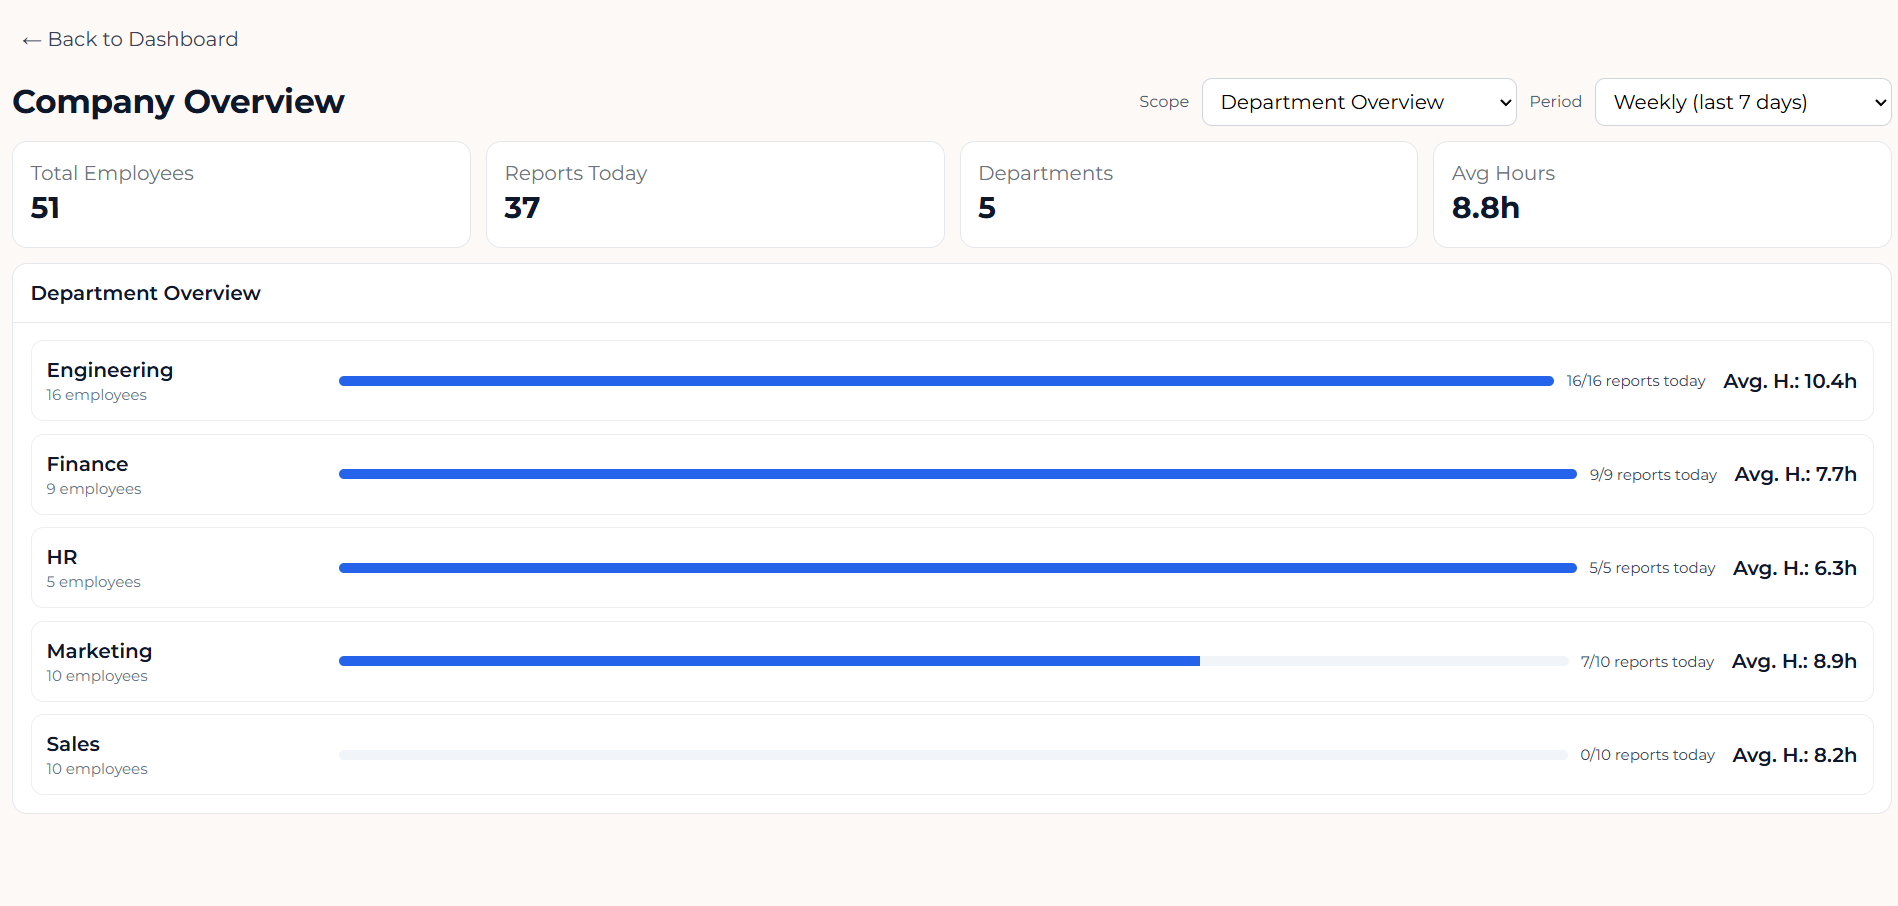 ← Back to Dashboard
Company Overview
Scope Department Overview Period Weekly (last 7 days)
Total Employees
51
Reports Today
37
Departments
5
Avg Hours
8.8h
Department Overview
Engineering
16 employees
16/16 reports today Avg. H.: 10.4h
Finance
9 employees
9/9 reports today Avg. H.: 7.7h
HR
5 employees
5/5 reports today Avg. H.: 6.3h
Marketing
10 employees
7/10 reports today Avg. H.: 8.9h
Sales
10 employees
0/10 reports today Avg. H.: 8.2h